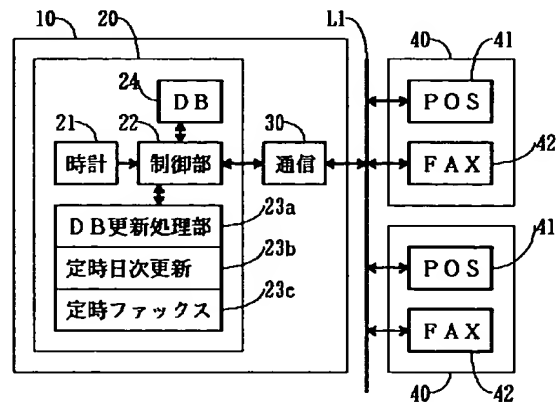 10
20
L1
40
41
24
DB
POS
21
22
30
42
時計
制御部
通信
FAX
23a
DB更新処理部
23b
定時日次更新
23c
定時ファックス
41
POS
FAX
40
42